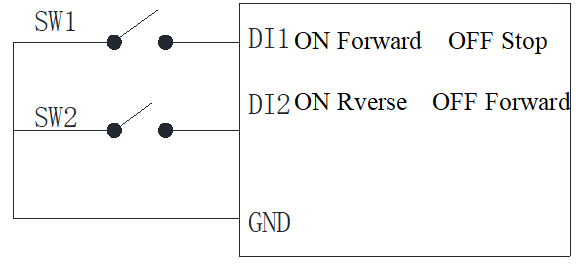 SW1
DI1 ON Forward OFF Stop
SW2
DI2 ON Rverse OFF Forward
GND